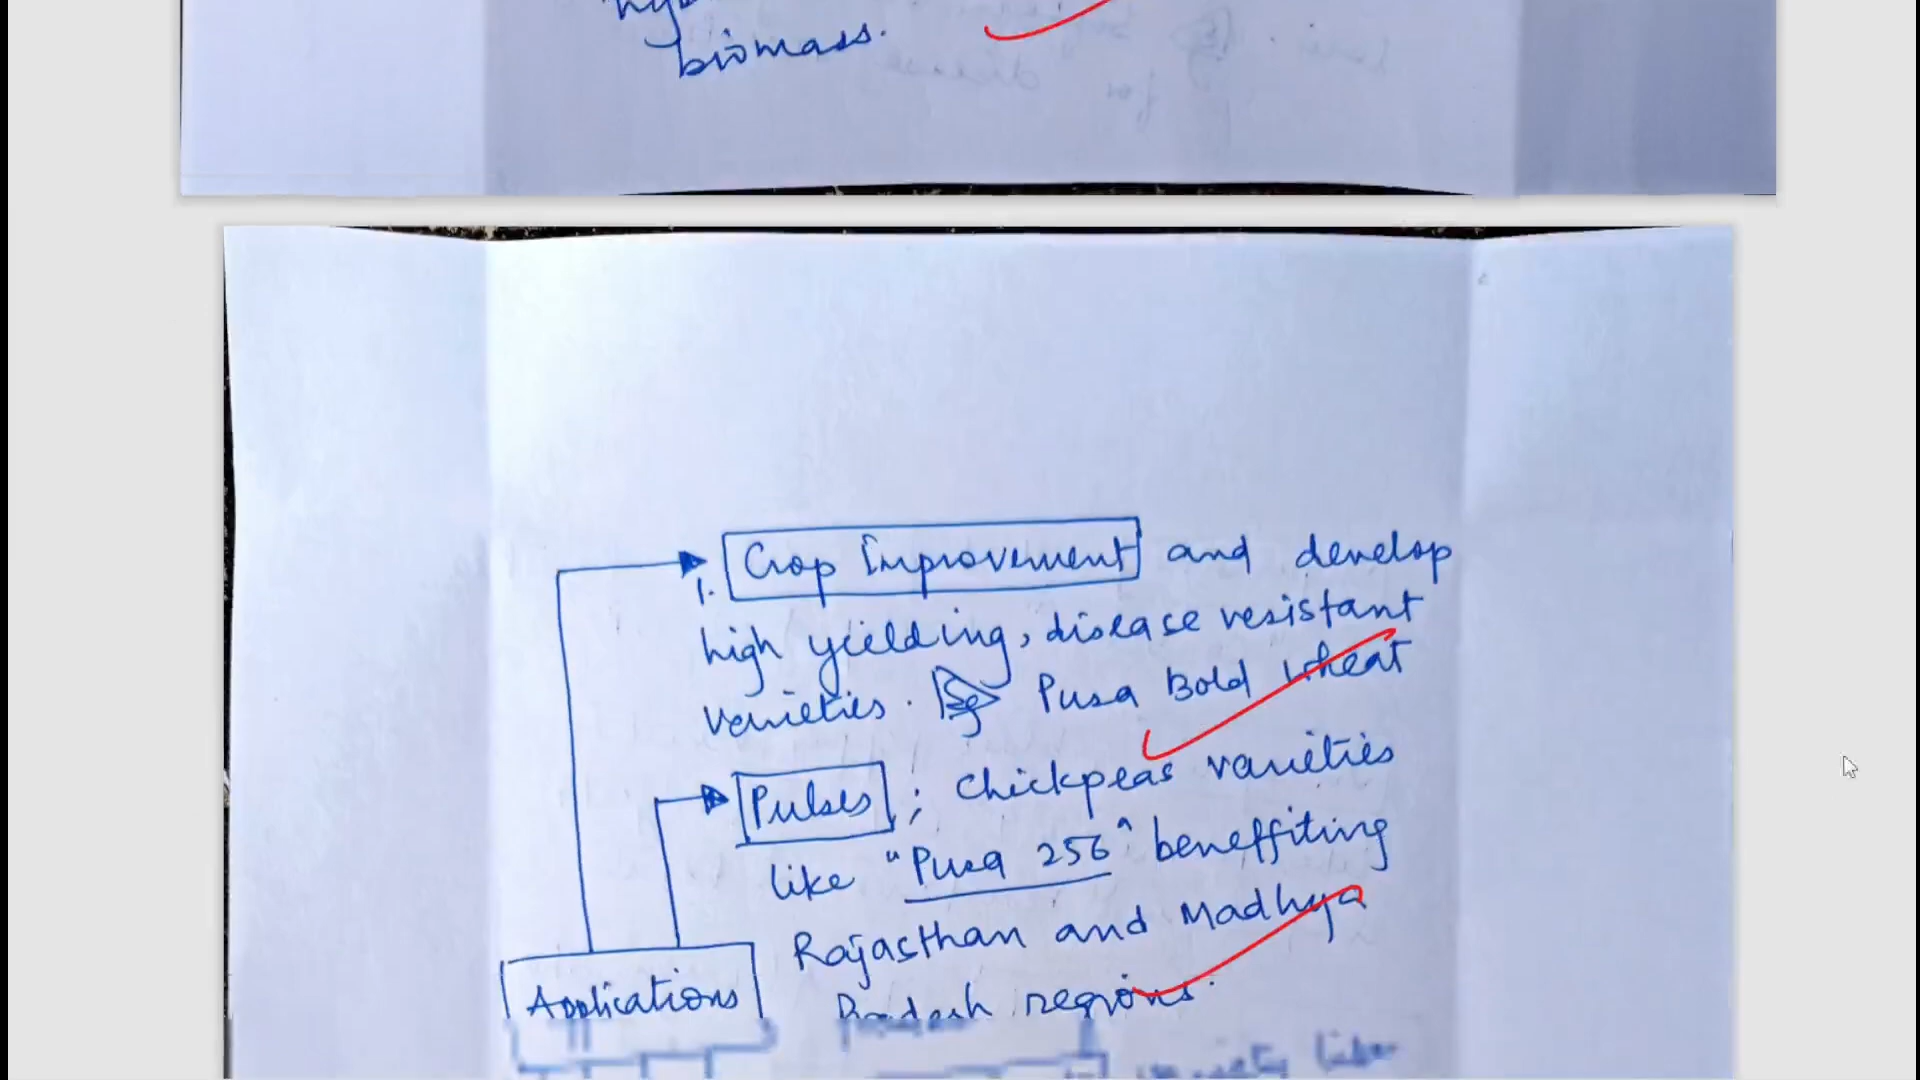 biomass.
1. Crop Improvement and develop
high yielding, disease resistant
varieties. Eg Pusa Bold wheat
Pulses ; Chickpeas varieties
like "Pusa 256" beneffiting
Rajasthan and Madhya
Pradesh regions.
Applications